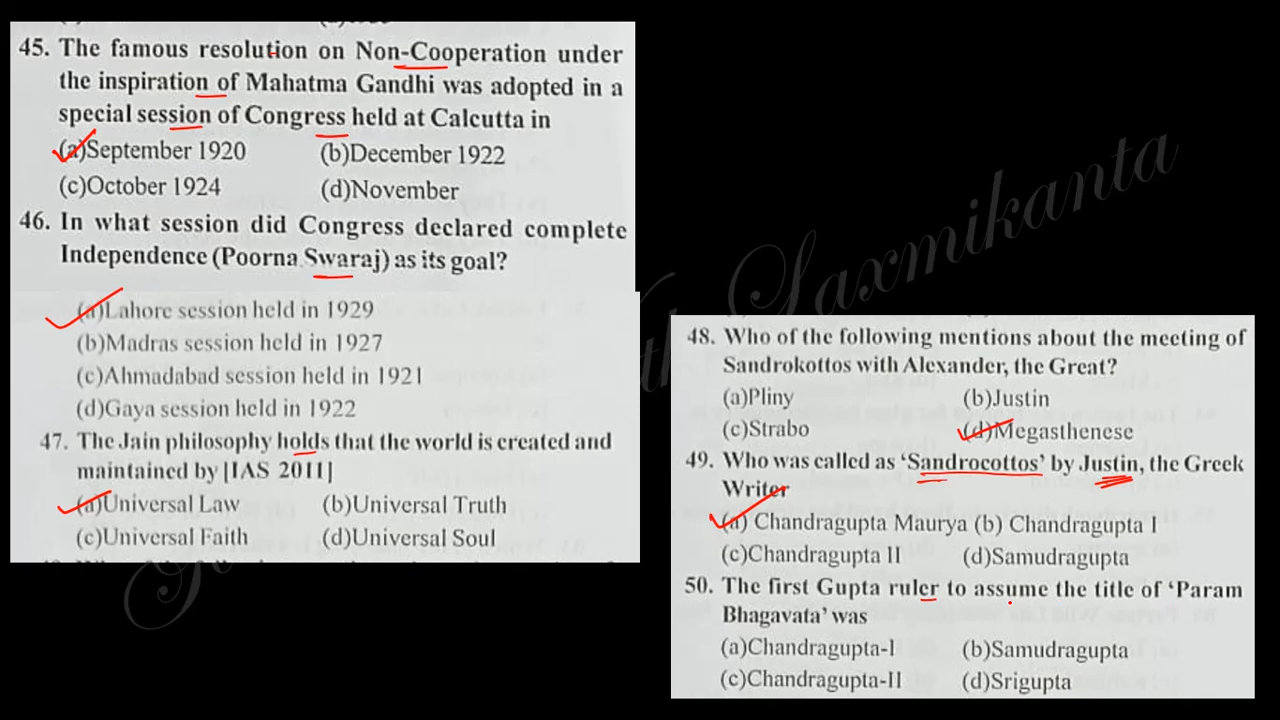 45. The famous resolution on Non-Cooperation under
the inspiration of Mahatma Gandhi was adopted in a
special session of Congress held at Calcutta in
(a)September 1920 (b)December 1922
(c)October 1924 (d)November
46. In what session did Congress declared complete
Independence (Poorna Swaraj) as its goal?
(a)Lahore session held in 1929
(b)Madras session held in 1927
(c)Ahmadabad session held in 1921
(d)Gaya session held in 1922
47. The Jain philosophy holds that the world is created and
maintained by [IAS 2011]
(a)Universal Law (b)Universal Truth
(c)Universal Faith (d)Universal Soul
48. Who of the following mentions about the meeting of
Sandrokottos with Alexander, the Great?
(a)Pliny (b)Justin
(c)Strabo (d)Megasthenese
49. Who was called as ‘Sandrocottos’ by Justin, the Greek
Writer
(a) Chandragupta Maurya (b) Chandragupta I
(c)Chandragupta II (d)Samudragupta
50. The first Gupta ruler to assume the title of ‘Param
Bhagavata’ was
(a)Chandragupta-I (b)Samudragupta
(c)Chandragupta-II (d)Srigupta
Laxmikanta